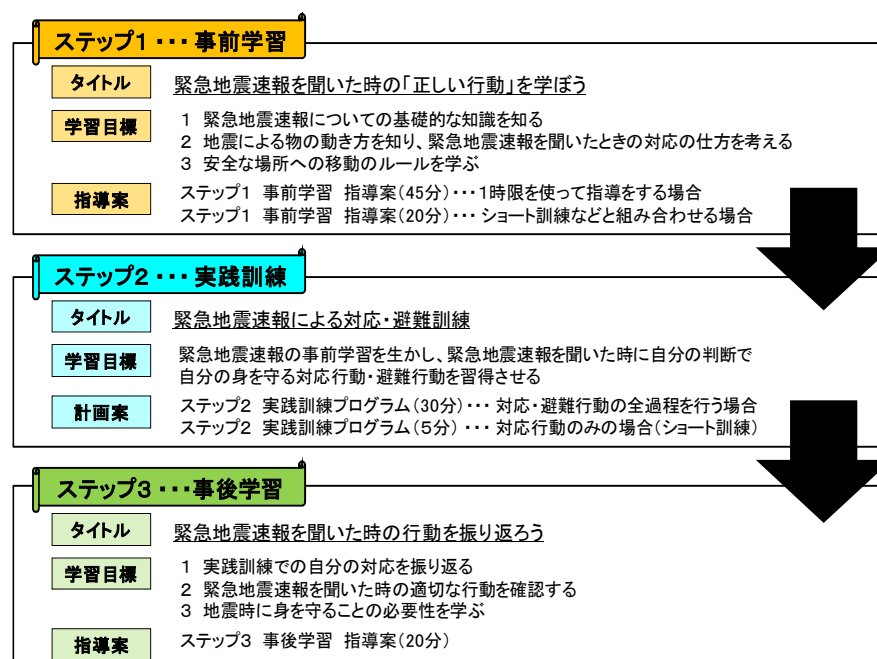 ステップ1・・・事前学習
タイトル 緊急地震速報を聞いた時の「正しい行動」を学ぼう
学習目標 1 緊急地震速報についての基礎的な知識を知る
2 地震による物の動き方を知り、緊急地震速報を聞いたときの対応の仕方を考える
3 安全な場所への移動のルールを学ぶ
指導案 ステップ1 事前学習 指導案(45分)・・・1時限を使って指導をする場合
ステップ1 事前学習 指導案(20分)・・・ショート訓練などと組み合わせる場合
ステップ2・・・実践訓練
タイトル 緊急地震速報による対応・避難訓練
学習目標 緊急地震速報の事前学習を生かし、緊急地震速報を聞いた時に自分の判断で
自分の身を守る対応行動・避難行動を習得させる
計画案 ステップ2 実践訓練プログラム(30分)・・・対応・避難行動の全過程を行う場合
ステップ2 実践訓練プログラム(5分)・・・対応行動のみの場合(ショート訓練)
ステップ3・・・事後学習
タイトル 緊急地震速報を聞いた時の行動を振り返ろう
学習目標 1 実践訓練での自分の対応を振り返る
2 緊急地震速報を聞いた時の適切な行動を確認する
3 地震時に身を守ることの必要性を学ぶ
指導案 ステップ3 事後学習 指導案(20分)